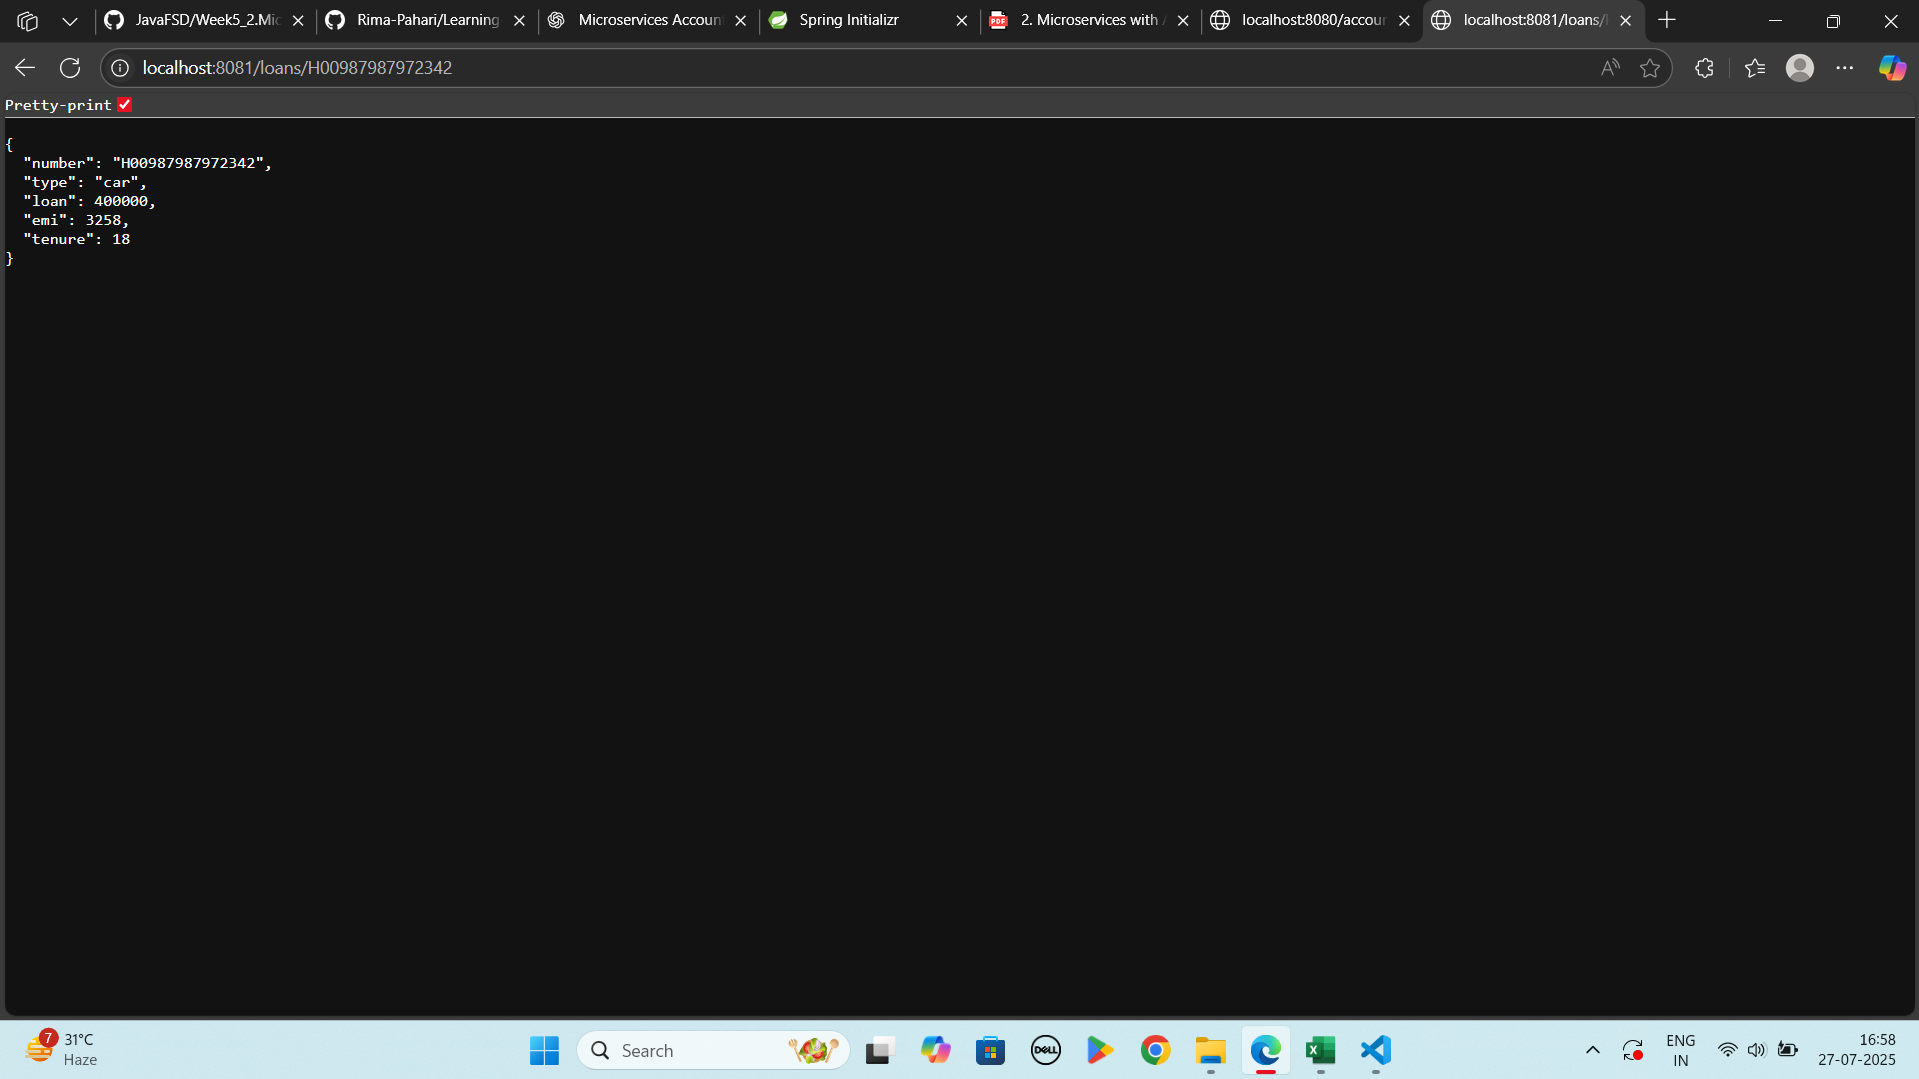 JavaFSD/Week5_2.Mic
Rima-Pahari/Learning
Microservices Account
Spring Initializr
2. Microservices with A
localhost:8080/accoun
localhost:8081/loans/
localhost:8081/loans/H00987987972342
Pretty-print
{
"number": "H00987987972342",
"type": "car",
"loan": 400000,
"emi": 3258,
"tenure": 18
}
7
31°C
Haze
Search
DELL
ENG
IN
16:58
27-07-2025